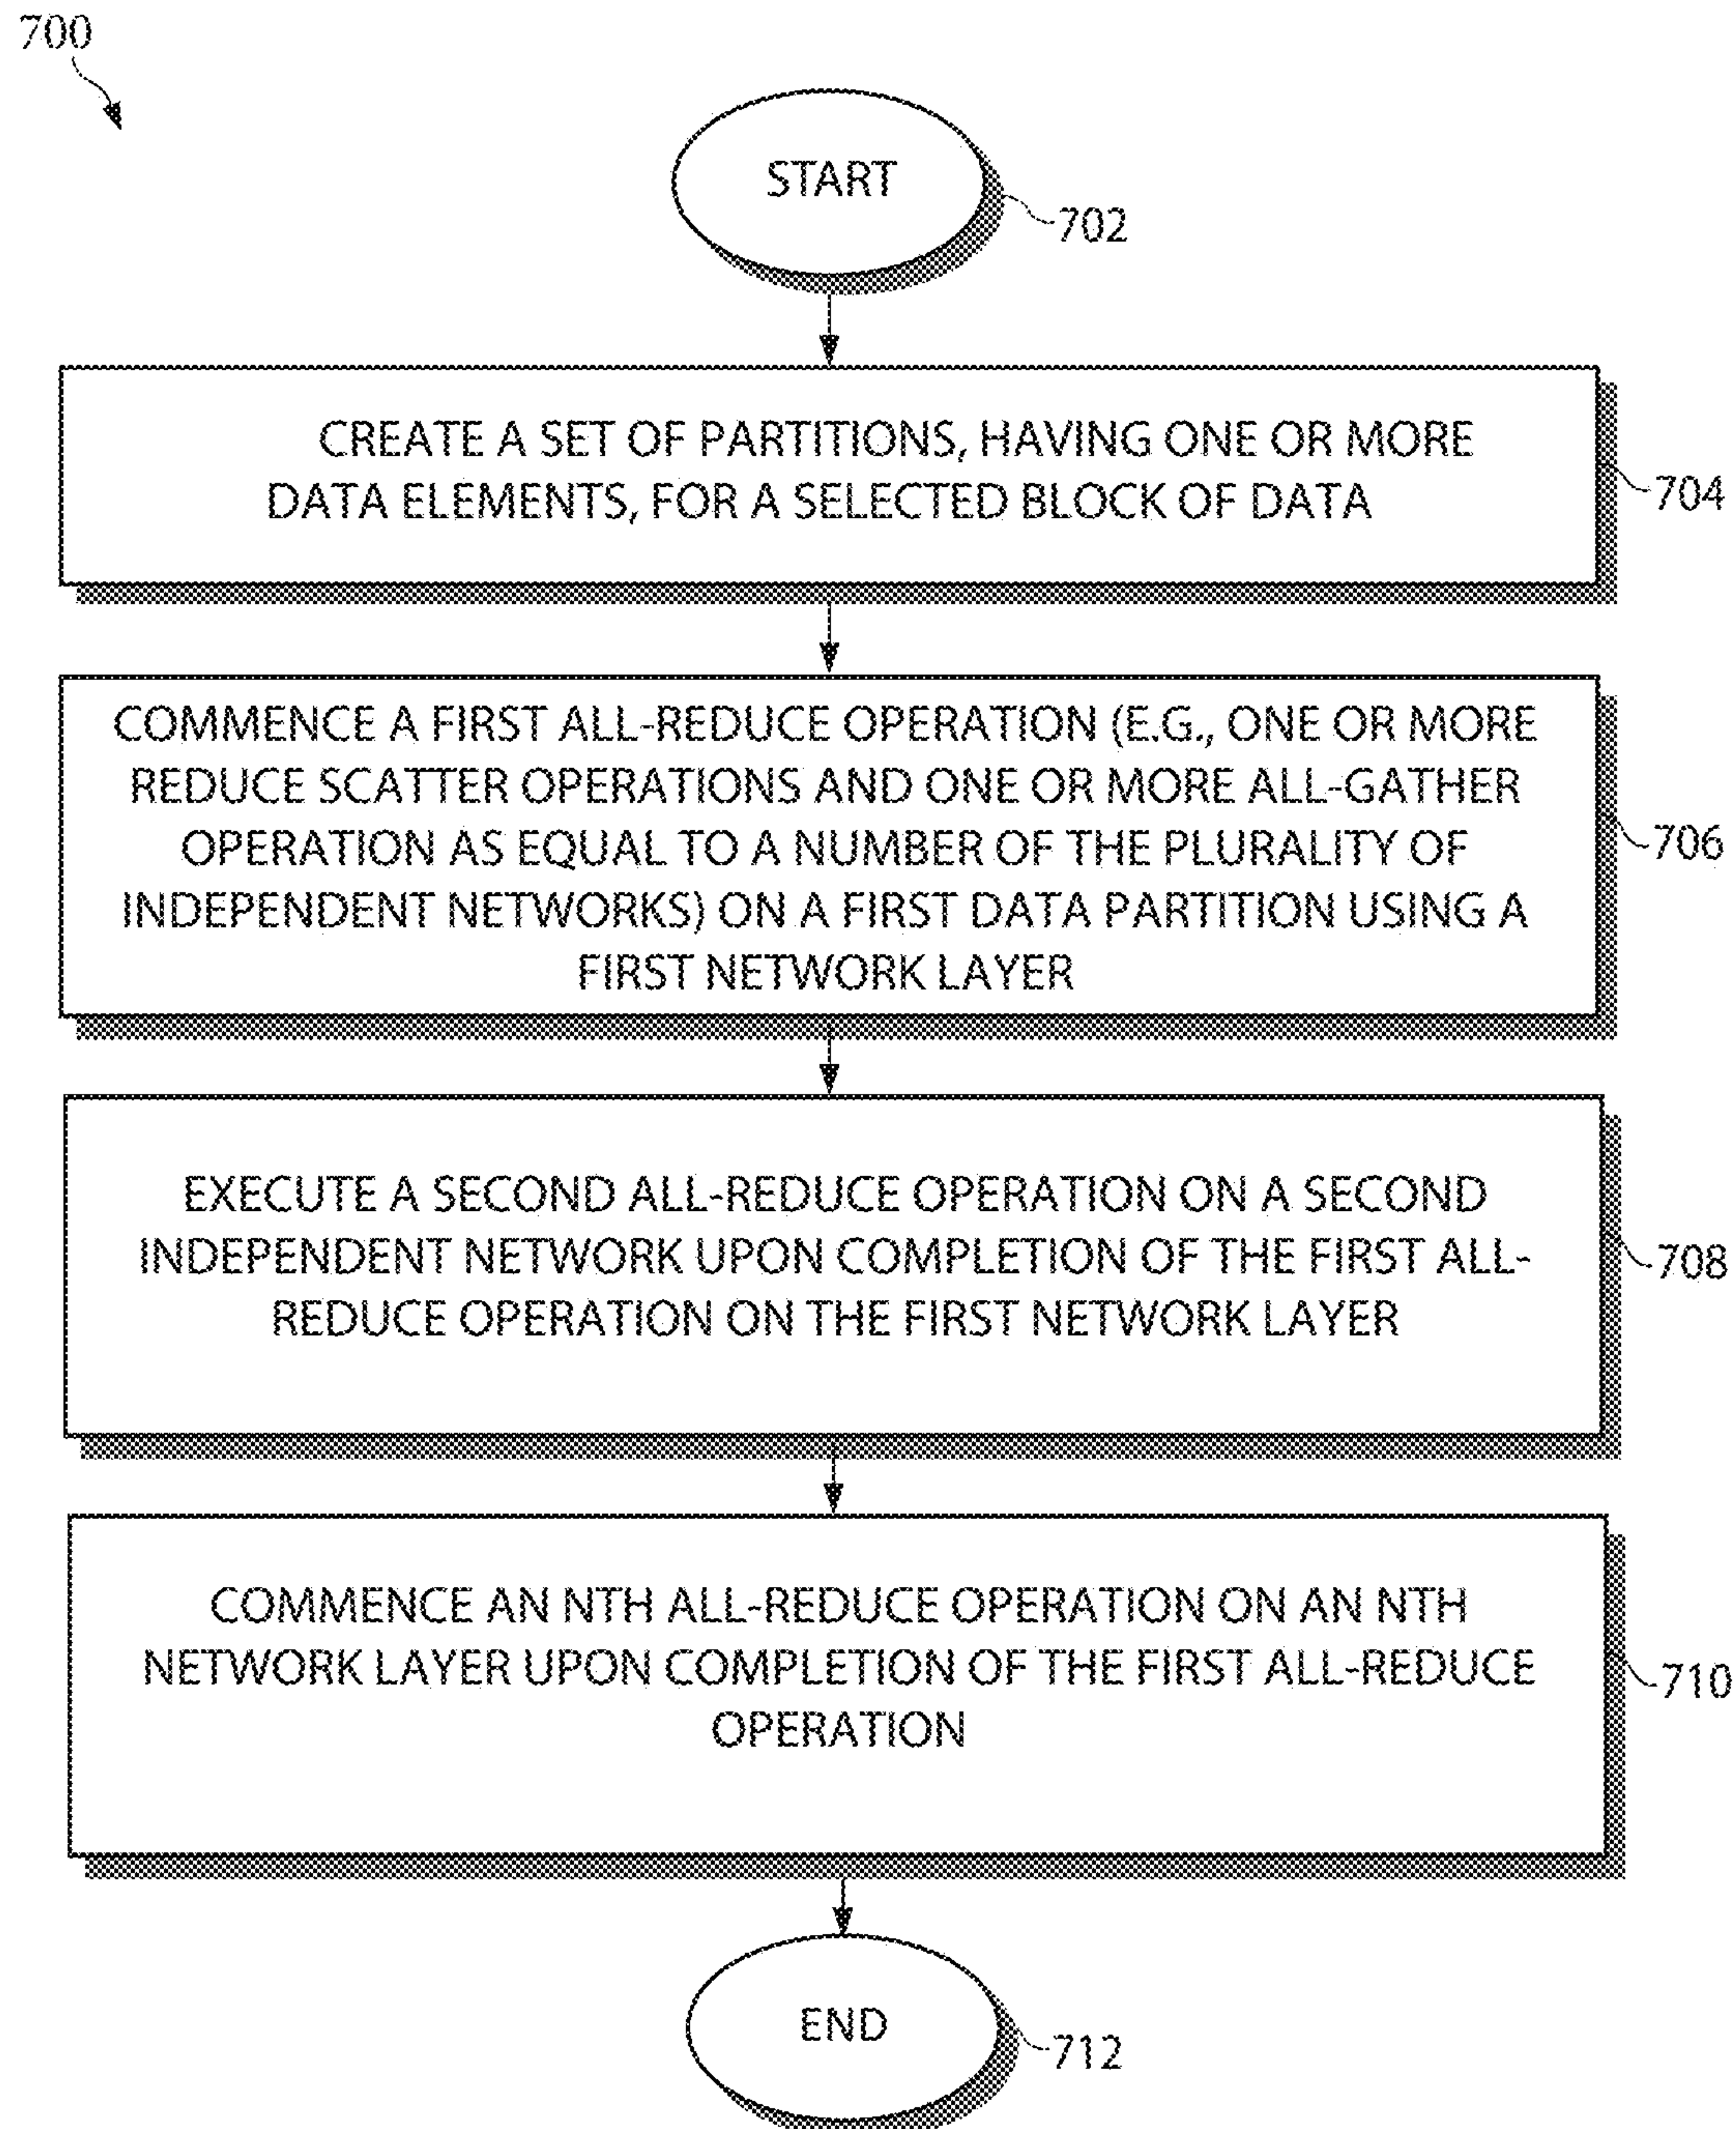 700
START
702
CREATE A SET OF PARTITIONS, HAVING ONE OR MORE
DATA ELEMENTS, FOR A SELECTED BLOCK OF DATA
704
COMMENCE A FIRST ALL-REDUCE OPERATION (E.G., ONE OR MORE
REDUCE SCATTER OPERATIONS AND ONE OR MORE ALL-GATHER
OPERATION AS EQUAL TO A NUMBER OF THE PLURALITY OF
INDEPENDENT NETWORKS) ON A FIRST DATA PARTITION USING A
FIRST NETWORK LAYER
706
EXECUTE A SECOND ALL-REDUCE OPERATION ON A SECOND
INDEPENDENT NETWORK UPON COMPLETION OF THE FIRST ALL-
REDUCE OPERATION ON THE FIRST NETWORK LAYER
708
COMMENCE AN NTH ALL-REDUCE OPERATION ON AN NTH
NETWORK LAYER UPON COMPLETION OF THE FIRST ALL-REDUCE
OPERATION
710
END
712